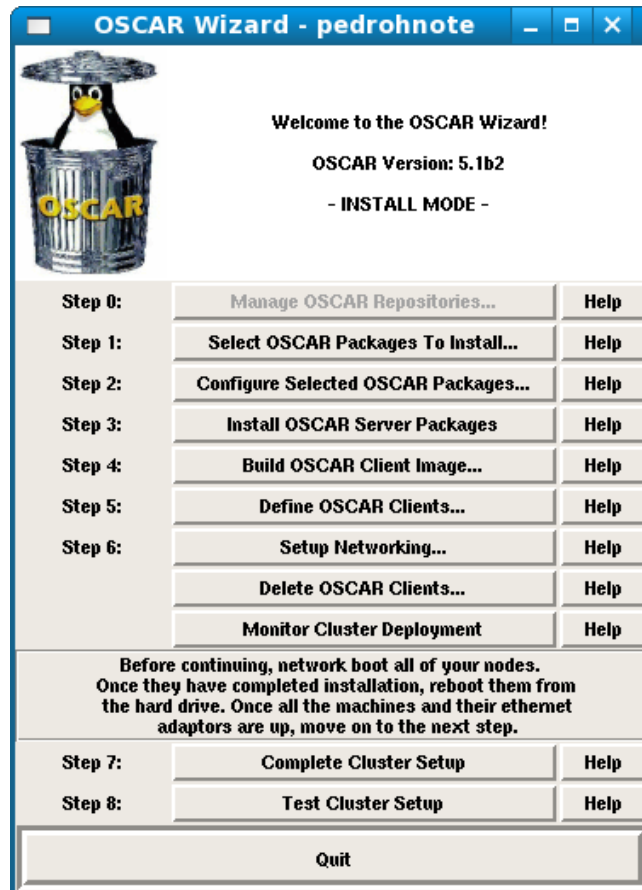 OSCAR Wizard - pedrohnote
OSCAR
Welcome to the OSCAR Wizard!
OSCAR Version: 5.1b2
- INSTALL MODE -
Step 0: Manage OSCAR Repositories... Help
Step 1: Select OSCAR Packages To Install... Help
Step 2: Configure Selected OSCAR Packages... Help
Step 3: Install OSCAR Server Packages Help
Step 4: Build OSCAR Client Image... Help
Step 5: Define OSCAR Clients... Help
Step 6: Setup Networking... Help
Delete OSCAR Clients... Help
Monitor Cluster Deployment Help
Before continuing, network boot all of your nodes.
Once they have completed installation, reboot them from
the hard drive. Once all the machines and their ethernet
adaptors are up, move on to the next step.
Step 7: Complete Cluster Setup Help
Step 8: Test Cluster Setup Help
Quit